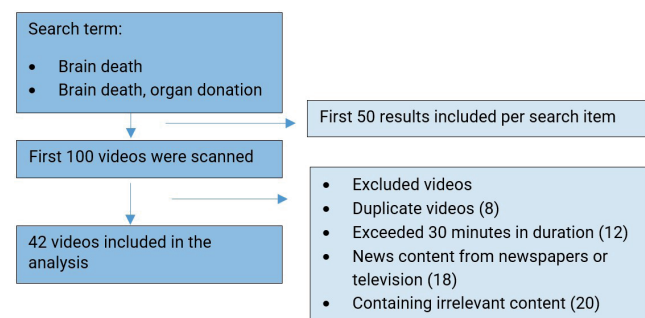 Search term:
• Brain death
• Brain death, organ donation
First 50 results included per search item
First 100 videos were scanned
• Excluded videos
• Duplicate videos (8)
• Exceeded 30 minutes in duration (12)
• News content from newspapers or
television (18)
• Containing irrelevant content (20)
42 videos included in the
analysis